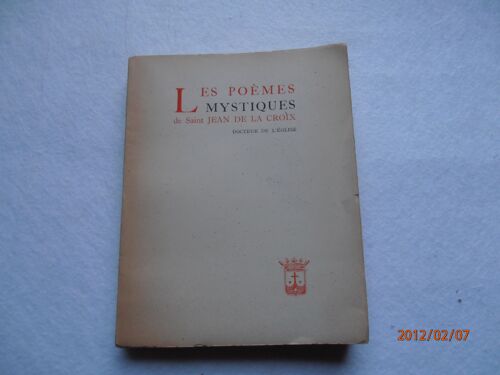 LES POÈMES
MYSTIQUES
de Saint JEAN DE LA CROIX
DOCTEUR DE L'ÉGLISE
2012/02/07